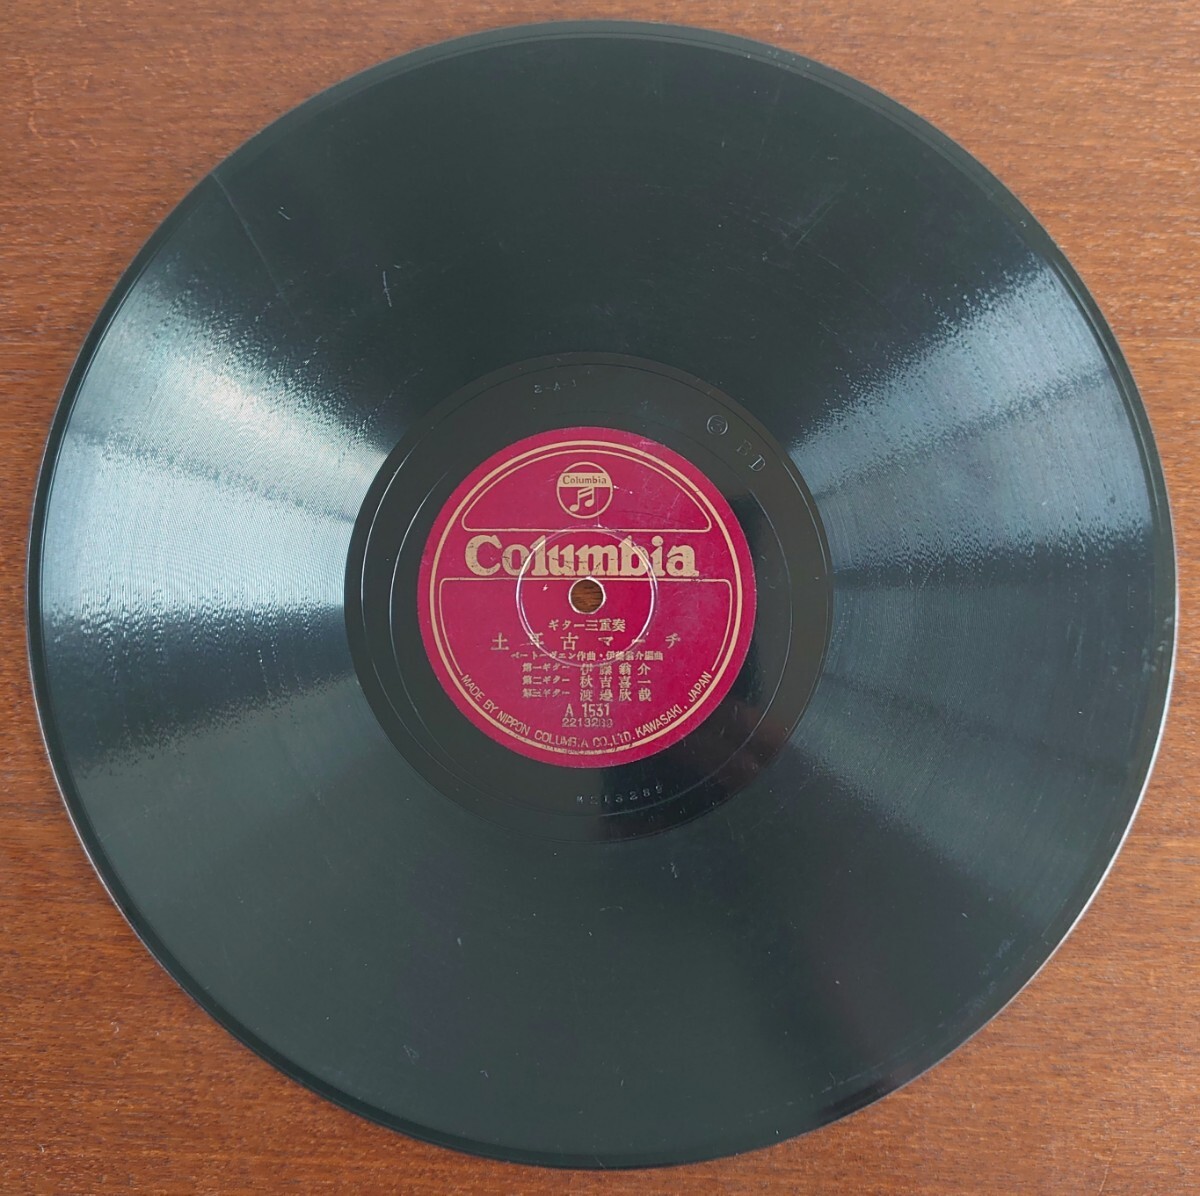 2-A-1
R D
Columbia
Columbia
ギター三重奏
土耳古マーチ
ベートーヴェン作曲・伊藤翁介編曲
第一ギター 伊藤翁介
第二ギター 秋吉喜一
第三ギター 渡邊欣哉
A 1531
2213289
MADE BY NIPPON COLUMBIA CO., LTD. KAWASAKI, JAPAN